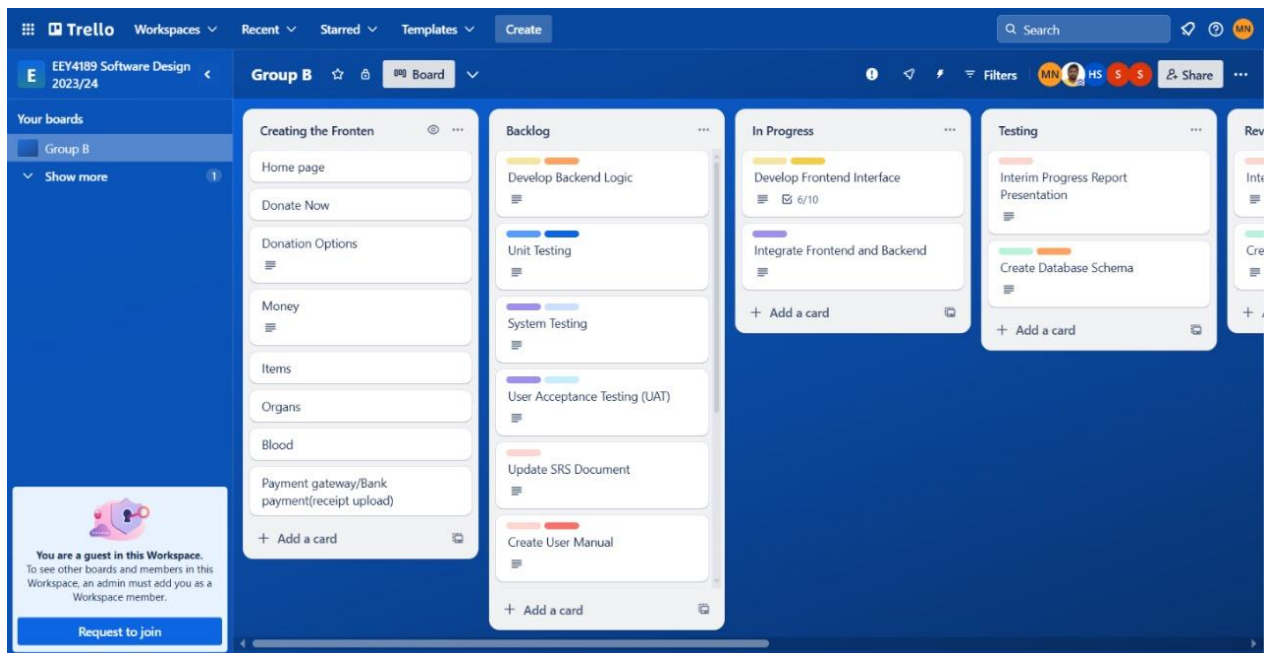 Trello Workspaces Recent Starred Templates Create Search MN
E EEY4189 Software Design
2023/24
Group B Board Filters MN HS S S Share
Your boards
Group B
Show more 1
You are a guest in this Workspace.
To see other boards and members in this
Workspace, an admin must add you as a
Workspace member.
Request to join
Creating the Fronten
Home page
Donate Now
Donation Options
Money
Items
Organs
Blood
Payment gateway/Bank
payment(receipt upload)
+ Add a card
Backlog
Develop Backend Logic
Unit Testing
System Testing
User Acceptance Testing (UAT)
Update SRS Document
Create User Manual
+ Add a card
In Progress
Develop Frontend Interface
6/10
Integrate Frontend and Backend
+ Add a card
Testing
Interim Progress Report
Presentation
Create Database Schema
+ Add a card
Rev
Inte
Cre
+